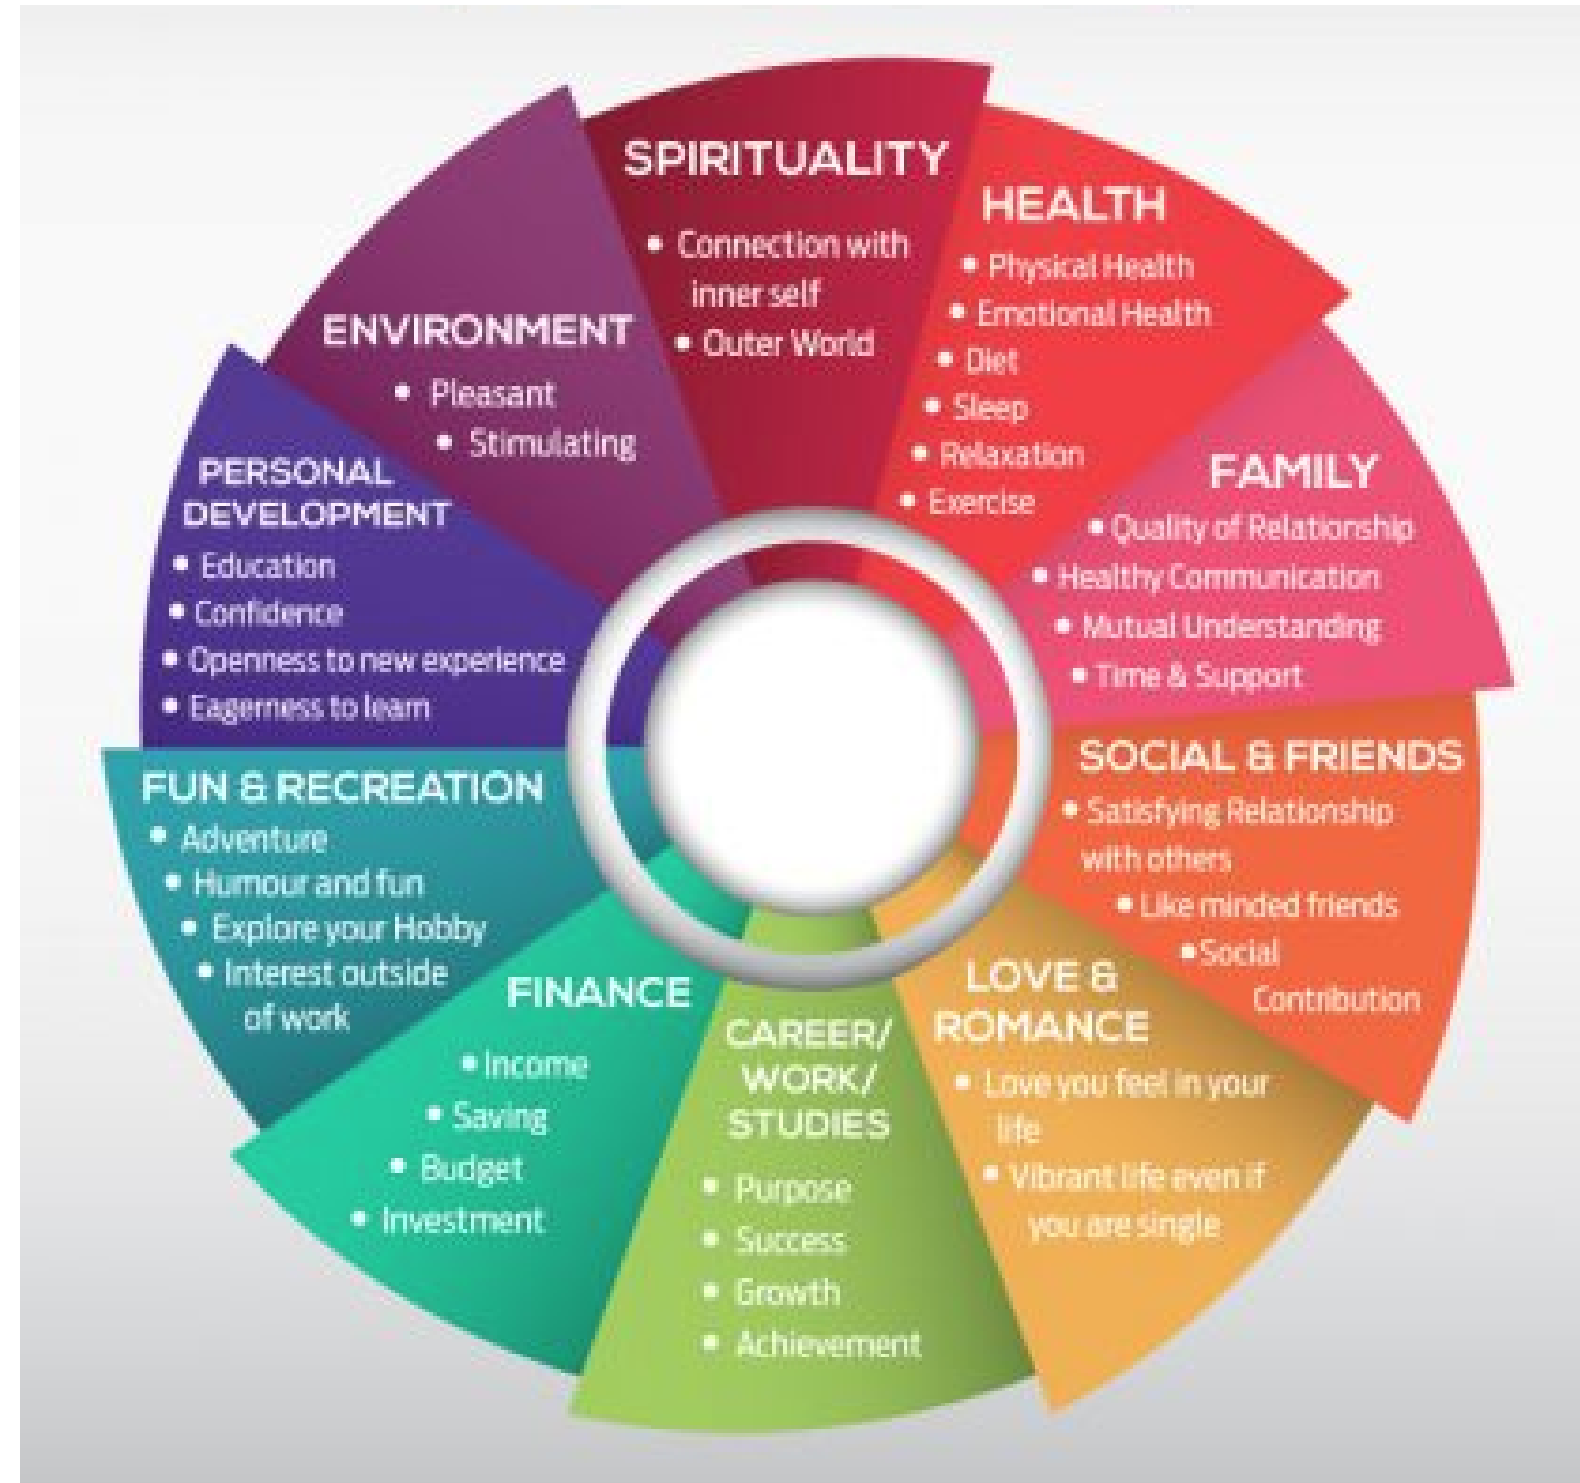 SPIRITUALITY
• Connection with
inner self
• Outer World
HEALTH
• Physical Health
• Emotional Health
• Diet
• Sleep
• Relaxation
• Exercise
FAMILY
• Quality of Relationship
• Healthy Communication
• Mutual Understanding
• Time & Support
SOCIAL & FRIENDS
• Satisfying Relationship
with others
• Like minded friends
• Social
Contribution
LOVE &
ROMANCE
• Love you feel in your
life
• Vibrant life even if
you are single
CAREER/
WORK/
STUDIES
• Purpose
• Success
• Growth
• Achievement
FINANCE
• Income
• Saving
• Budget
• Investment
FUN & RECREATION
• Adventure
• Humour and fun
• Explore your Hobby
• Interest outside
of work
PERSONAL
DEVELOPMENT
• Education
• Confidence
• Openness to new experience
• Eagerness to learn
ENVIRONMENT
• Pleasant
• Stimulating